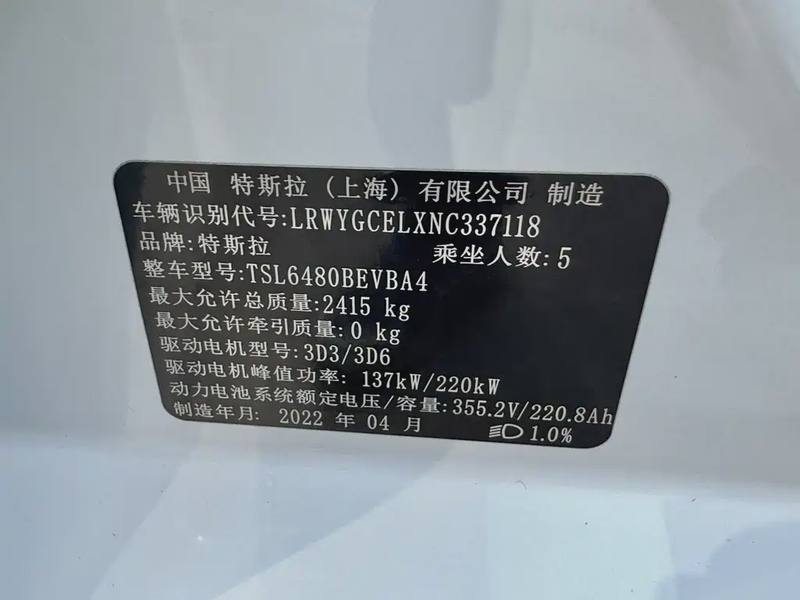 中国 特斯拉（上海）有限公司 制造
车辆识别代号:LRWYGCELXNC337118
品牌:特斯拉 乘坐人数:5
整车型号:TSL6480BEVBA4
最大允许总质量:2415 kg
最大允许牵引质量:0 kg
驱动电机型号:3D3/3D6
驱动电机峰值功率: 137kW/220kW
动力电池系统额定电压/容量:355.2V/220.8Ah
制造年月: 2022 年 04 月 1.0%